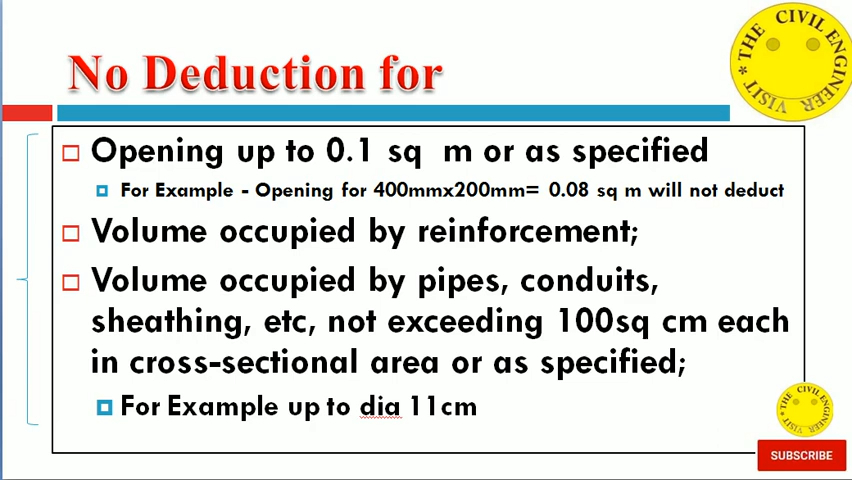 No Deduction for
THE CIVIL ENGINEER VISIT *
Opening up to 0.1 sq m or as specified
For Example - Opening for 400mmx200mm= 0.08 sq m will not deduct
Volume occupied by reinforcement;
Volume occupied by pipes, conduits,
sheathing, etc, not exceeding 100sq cm each
in cross-sectional area or as specified;
For Example up to dia 11cm
THE CIVIL ENGINEER VISIT *
SUBSCRIBE